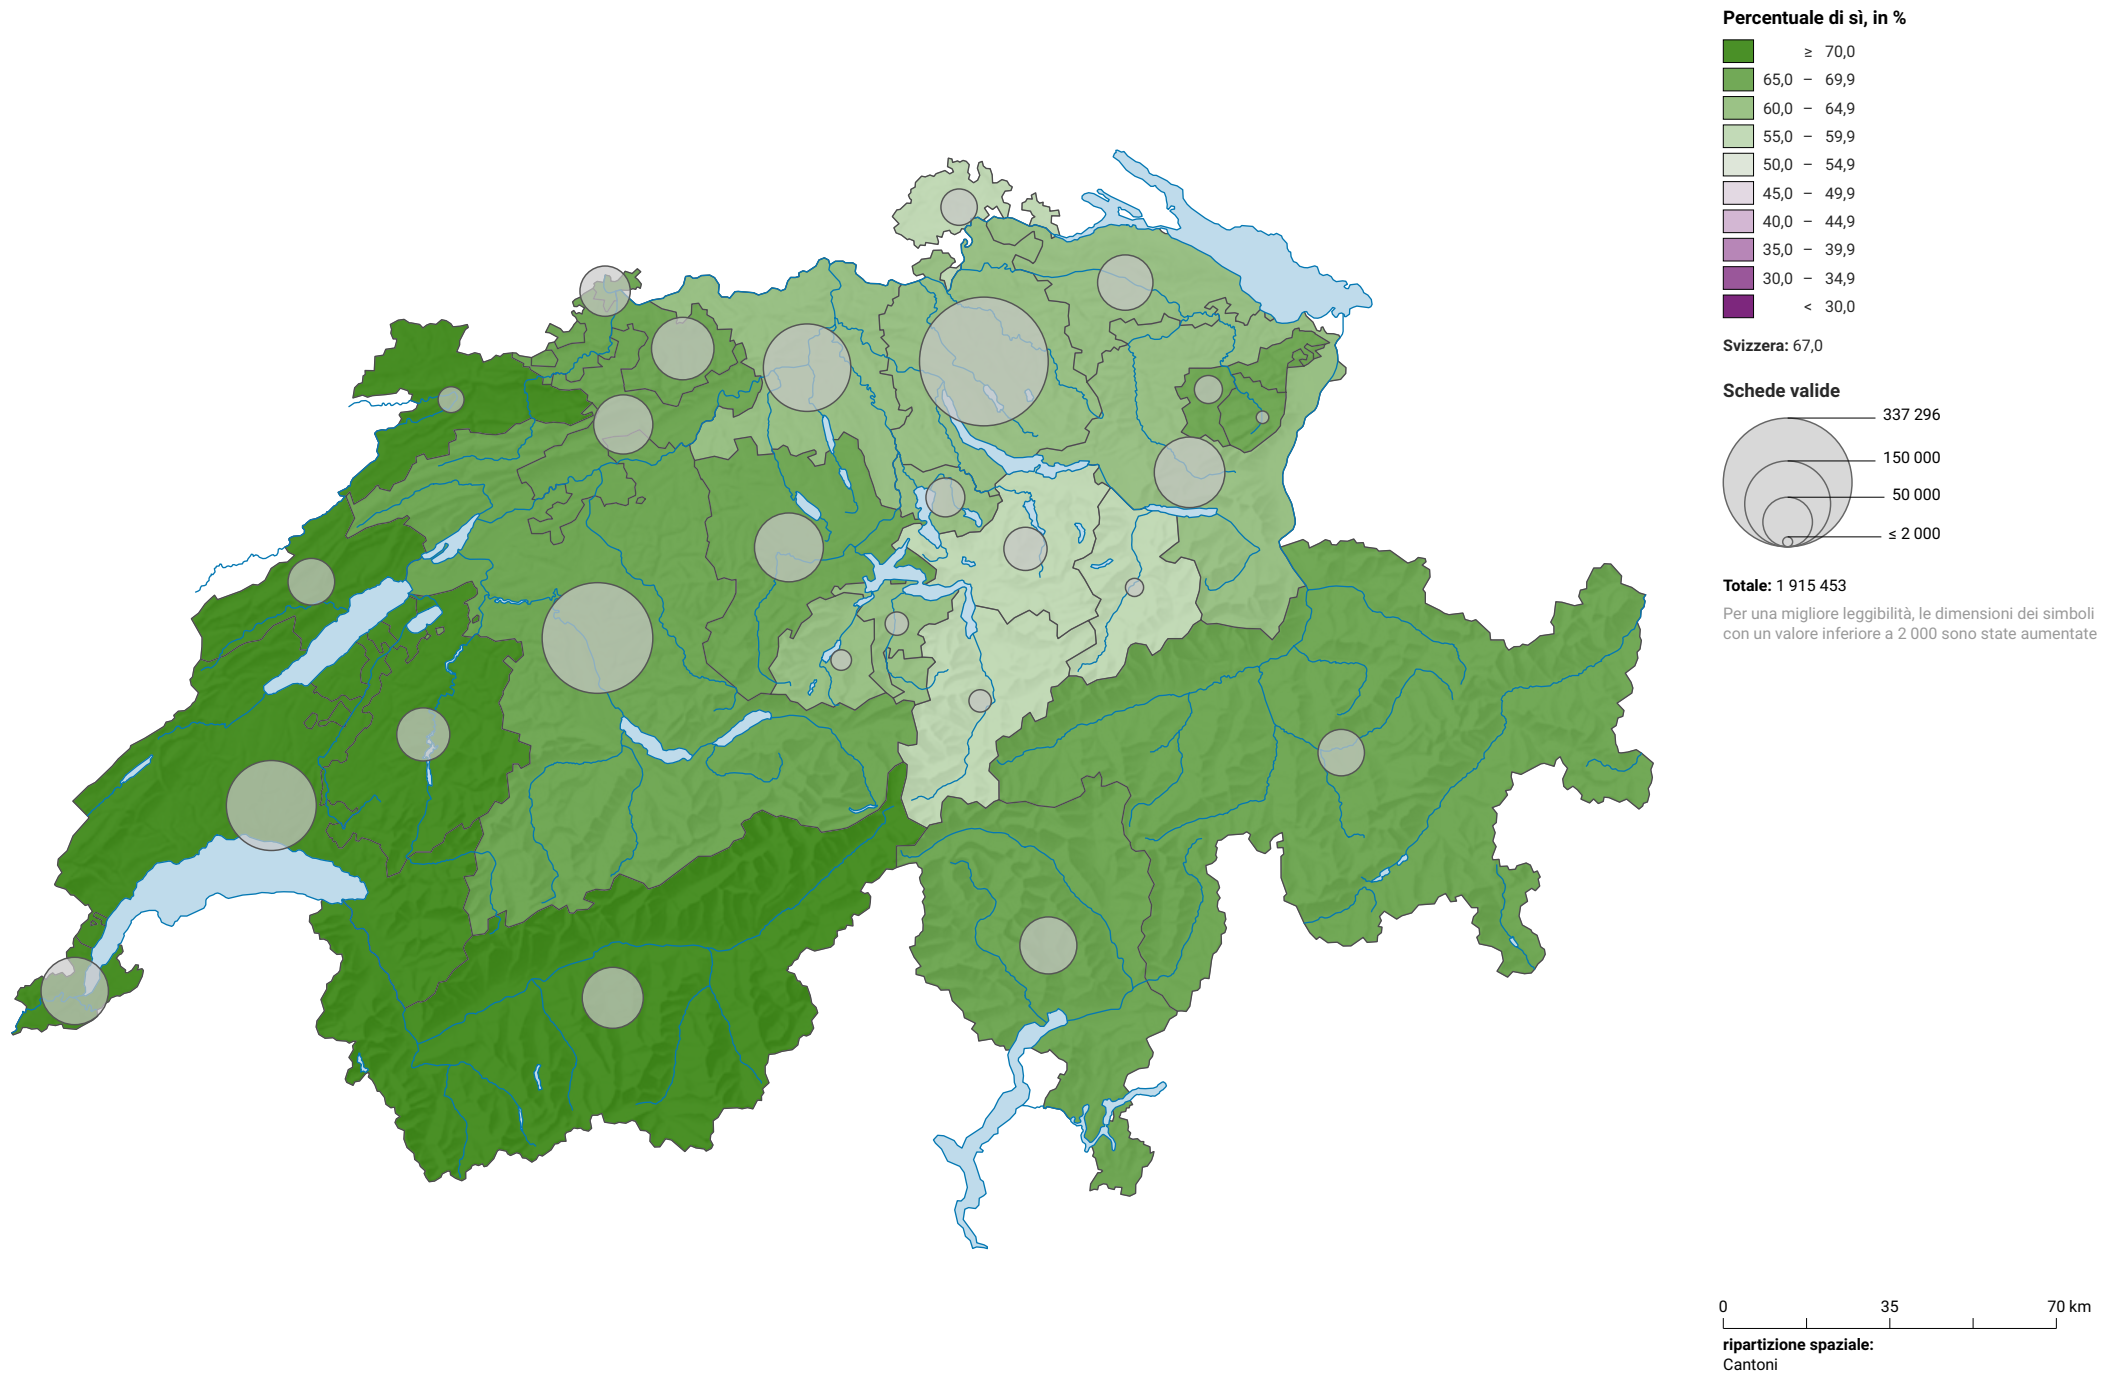 Percentuale di sì, in %
≥ 70,0
65,0 – 69,9
60,0 – 64,9
55,0 – 59,9
50,0 – 54,9
45,0 – 49,9
40,0 – 44,9
35,0 – 39,9
30,0 – 34,9
< 30,0
Svizzera: 67,0
Schede valide
337 296
150 000
50 000
≤ 2 000
Totale: 1 915 453
Per una migliore leggibilità, le dimensioni dei simboli
con un valore inferiore a 2 000 sono state aumentate
0 35 70 km
ripartizione spaziale:
Cantoni